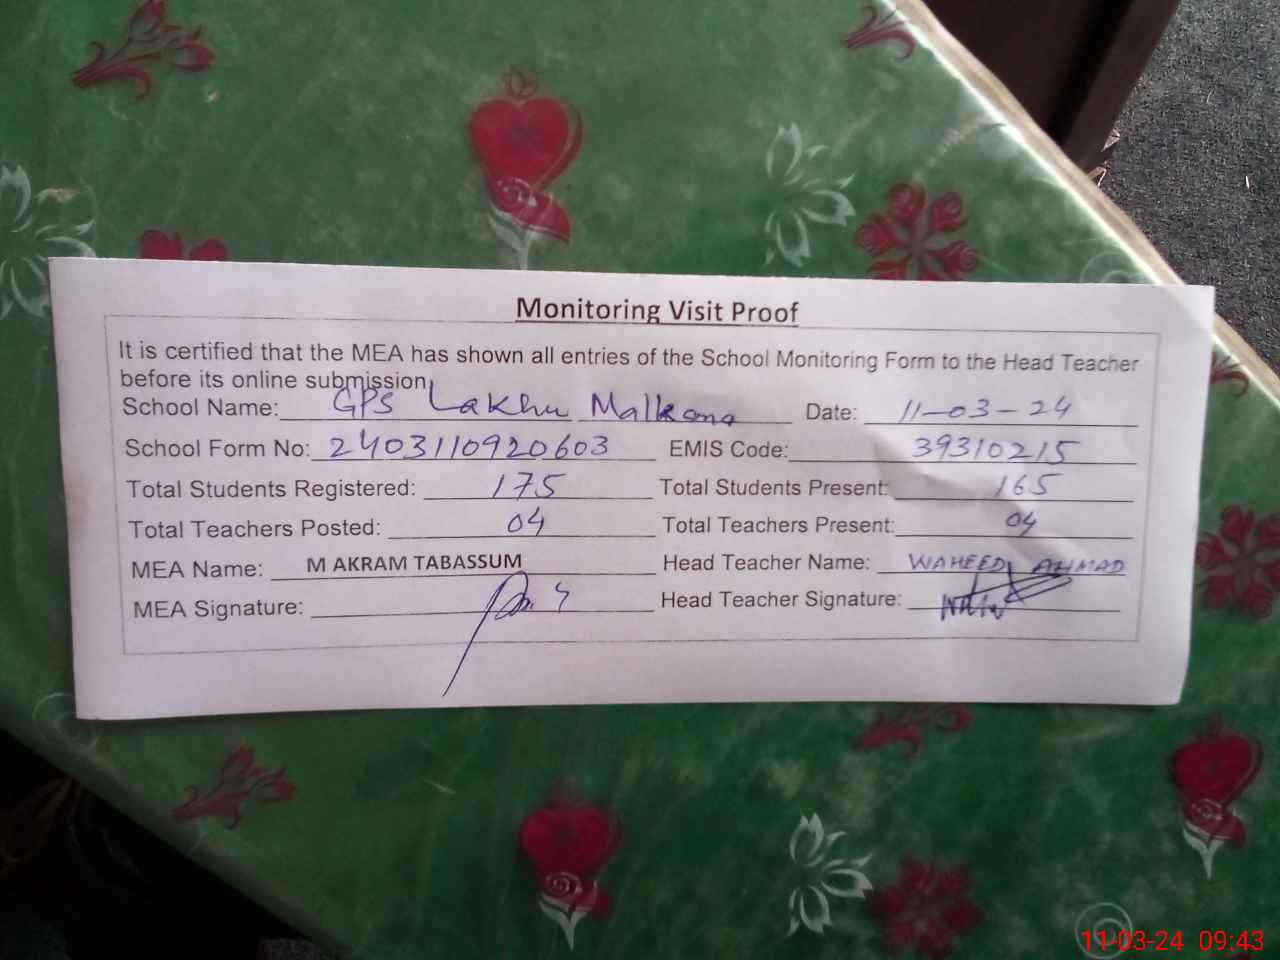 Monitoring Visit Proof
It is certified that the MEA has shown all entries of the School Monitoring Form to the Head Teacher
before its online submission.
School Name: GPS Lakhu Malkana Date: 11-03-24
School Form No: 2403110920603 EMIS Code: 39310215
Total Students Registered: 175 Total Students Present: 165
Total Teachers Posted: 04 Total Teachers Present: 04
MEA Name: M AKRAM TABASSUM Head Teacher Name: WAHEED AHMAD
MEA Signature: Head Teacher Signature:
11-03-24 09:43